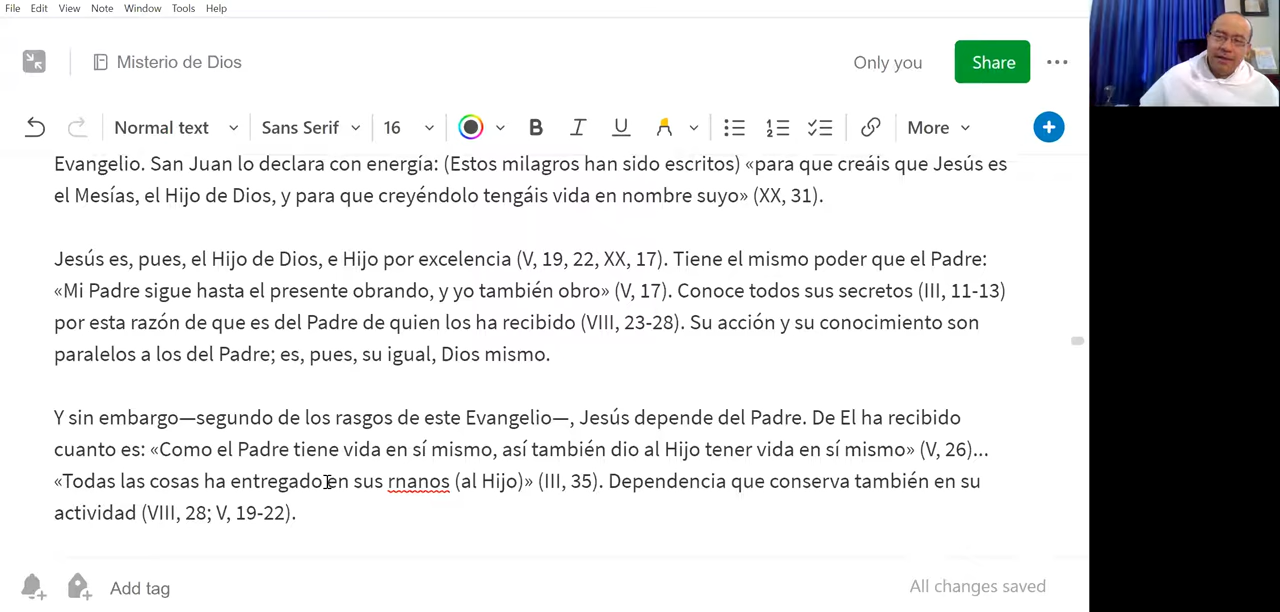 File Edit View Note Window Tools Help
Misterio de Dios
Only you
Share
Normal text
Sans Serif
16
B I U
More
Evangelio. San Juan lo declara con energía: (Estos milagros han sido escritos) «para que creáis que Jesús es
el Mesías, el Hijo de Dios, y para que creyéndolo tengáis vida en nombre suyo» (XX, 31).
Jesús es, pues, el Hijo de Dios, e Hijo por excelencia (V, 19, 22, XX, 17). Tiene el mismo poder que el Padre:
«Mi Padre sigue hasta el presente obrando, y yo también obro» (V, 17). Conoce todos sus secretos (III, 11-13)
por esta razón de que es del Padre de quien los ha recibido (VIII, 23-28). Su acción y su conocimiento son
paralelos a los del Padre; es, pues, su igual, Dios mismo.
Y sin embargo—segundo de los rasgos de este Evangelio—, Jesús depende del Padre. De El ha recibido
cuanto es: «Como el Padre tiene vida en sí mismo, así también dio al Hijo tener vida en sí mismo» (V, 26)...
«Todas las cosas ha entregado en sus rnanos (al Hijo)» (III, 35). Dependencia que conserva también en su
actividad (VIII, 28; V, 19-22).
Add tag
All changes saved